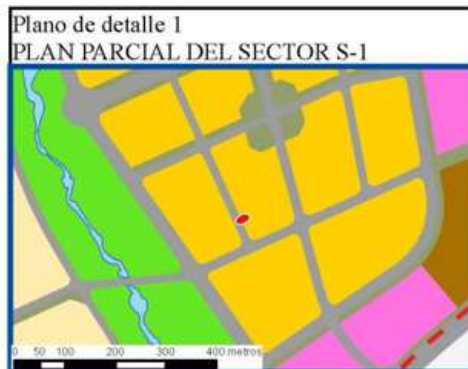 Plano de detalle 1
PLAN PARCIAL DEL SECTOR S-1
0 50 100 200 300 400 metros